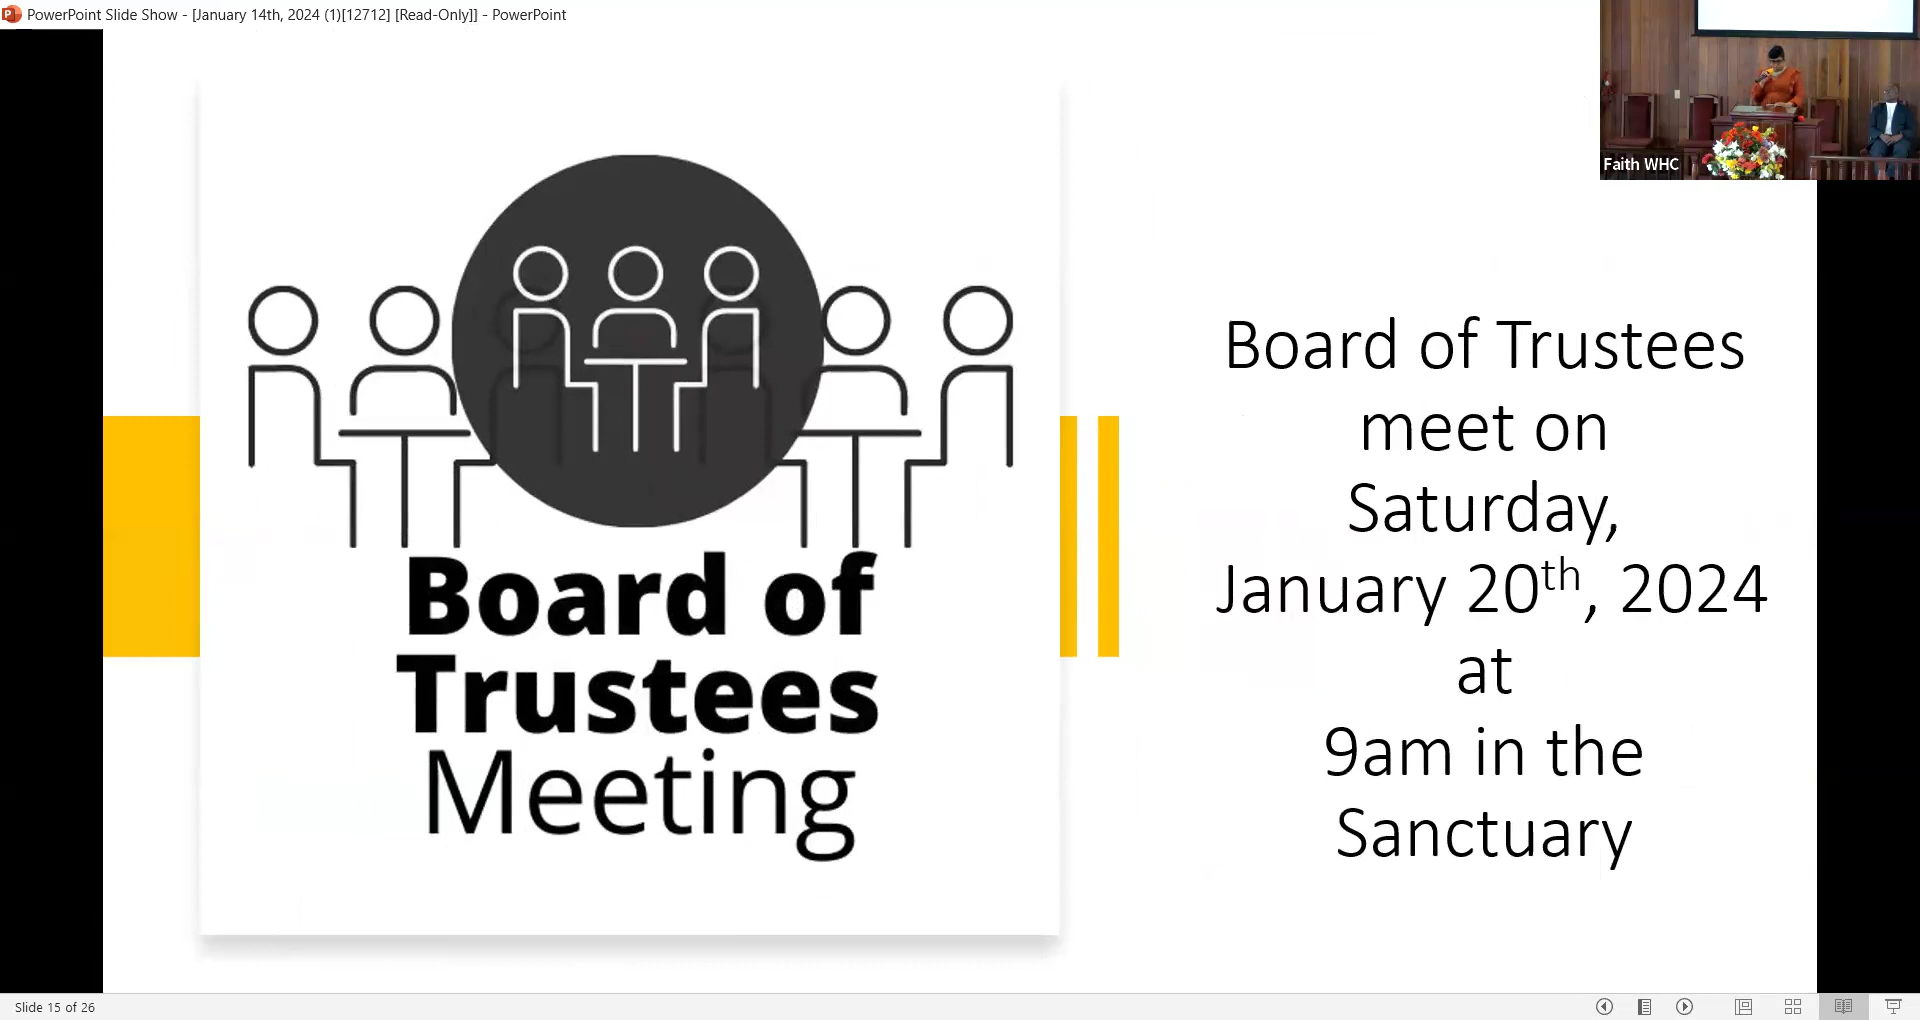 PowerPoint Slide Show - [January 14th, 2024 (1)[12712] [Read-Only]] - PowerPoint
Faith WHC
Board of
Trustees
Meeting
Board of Trustees
meet on
Saturday,
January 20th, 2024
at
9am in the
Sanctuary
Slide 15 of 26